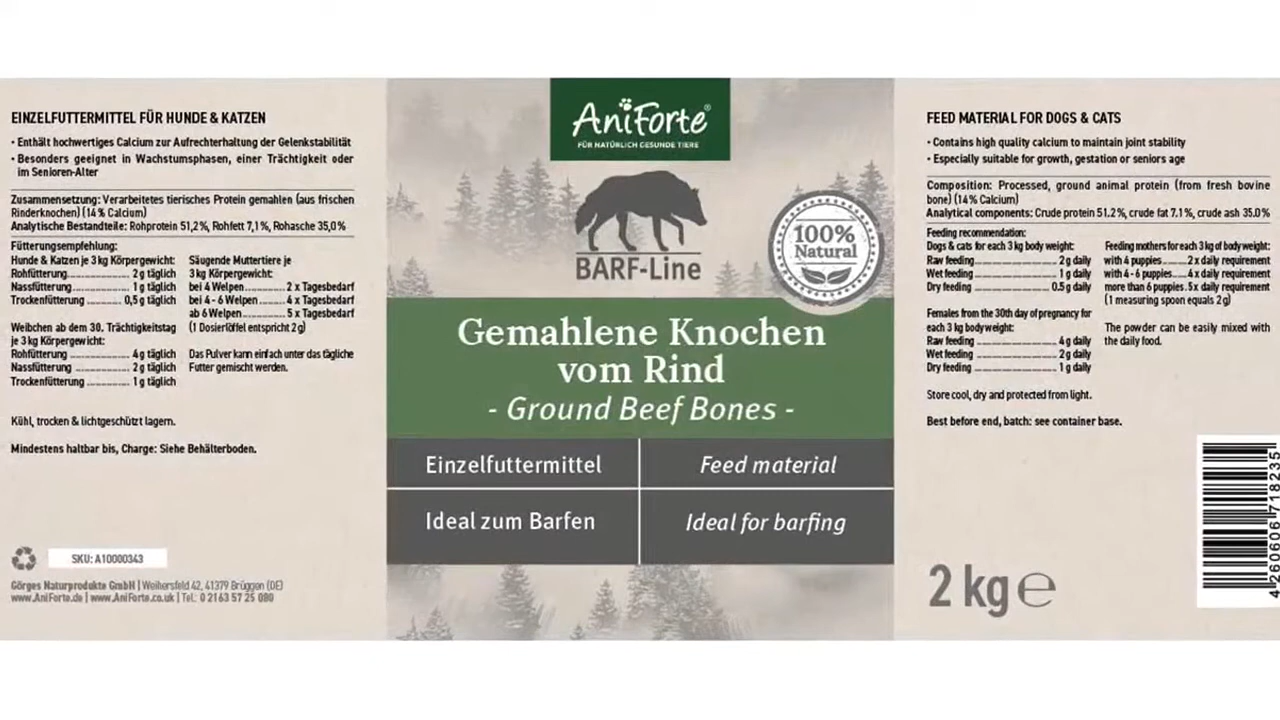 EINZELFUTTERMITTEL FÜR HUNDE & KATZEN
• Enthält hochwertiges Calcium zur Aufrechterhaltung der Gelenkstabilität
• Besonders geeignet in Wachstumsphasen, einer Trächtigkeit oder
im Senioren-Alter
Zusammensetzung: Verarbeitetes tierisches Protein gemahlen (aus frischen
Rinderknochen) (14 % Calcium)
Analytische Bestandteile: Rohprotein 51,2%, Rohfett 7,1%, Rohasche 35,0%
Fütterungsempfehlung:
Hunde & Katzen je 3 kg Körpergewicht:
Rohfütterung................ 2 g täglich
Nassfütterung............... 1 g täglich
Trockenfütterung .......... 0,5 g täglich
Weibchen ab dem 30. Trächtigkeitstag
je 3 kg Körpergewicht:
Rohfütterung................ 4 g täglich
Nassfütterung .............. 2 g täglich
Trockenfütterung ........... 1 g täglich
Säugende Muttertiere je
3 kg Körpergewicht:
bei 4 Welpen............ 2 x Tagesbedarf
bei 4 - 6 Welpen........ 4 x Tagesbedarf
ab 6 Welpen............. 5 x Tagesbedarf
(1 Dosierlöffel entspricht 2 g)
Das Pulver kann einfach unter das tägliche
Futter gemischt werden.
Kühl, trocken & lichtgeschützt lagern.
Mindestens haltbar bis, Charge: Siehe Behälterboden.
SKU: A10000343
Görges Naturprodukte GmbH | Weihersfeld 42, 41379 Brüggen (DE)
www.AniForte.de | www.AniForte.co.uk | Tel.: 0 21 63 57 25 080
AniForte®
FÜR NATÜRLICH GESUNDE TIERE
BARF-Line
100%
Natural
Gemahlene Knochen
vom Rind
- Ground Beef Bones -
Einzelfuttermittel
Feed material
Ideal zum Barfen
Ideal for barfing
FEED MATERIAL FOR DOGS & CATS
• Contains high quality calcium to maintain joint stability
• Especially suitable for growth, gestation or seniors age
Composition: Processed, ground animal protein (from fresh bovine
bone) (14% Calcium)
Analytical components: Crude protein 51.2%, crude fat 7.1%, crude ash 35.0%
Feeding recommendation:
Dogs & cats for each 3 kg body weight:
Raw feeding .................... 2 g daily
Wet feeding .................... 1 g daily
Dry feeding .................... 0.5 g daily
Females from the 30th day of pregnancy for
each 3 kg body weight:
Raw feeding .................... 4 g daily
Wet feeding .................... 2 g daily
Dry feeding .................... 1 g daily
Feeding mothers for each 3 kg of body weight:
with 4 puppies....... 2 x daily requirement
with 4 - 6 puppies.... 4 x daily requirement
more than 6 puppies. 5 x daily requirement
(1 measuring spoon equals 2 g)
The powder can be easily mixed with
the daily food.
Store cool, dry and protected from light.
Best before end, batch: see container base.
2 kg ℮
4 260606 718235